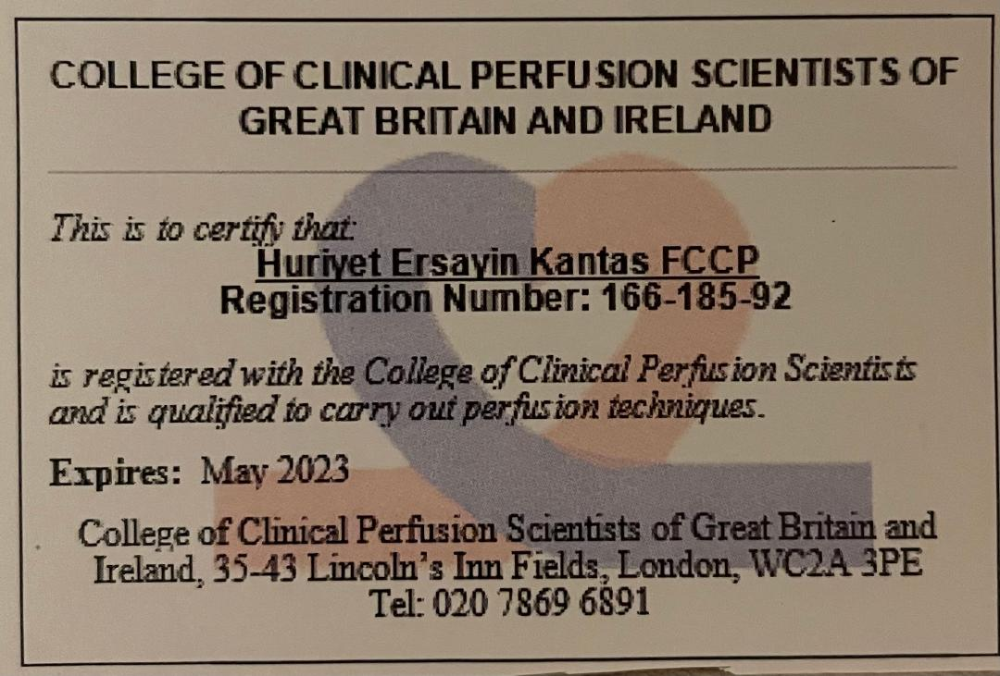 COLLEGE OF CLINICAL PERFUSION SCIENTISTS OF
GREAT BRITAIN AND IRELAND
This is to certify that:
Huriyet Ersayin Kantas FCCP
Registration Number: 166-185-92
is registered with the College of Clinical Perfusion Scientists
and is qualified to carry out perfusion techniques.
Expires: May 2023
College of Clinical Perfusion Scientists of Great Britain and
Ireland, 35-43 Lincoln's Inn Fields, London, WC2A 3PE
Tel: 020 7869 6891